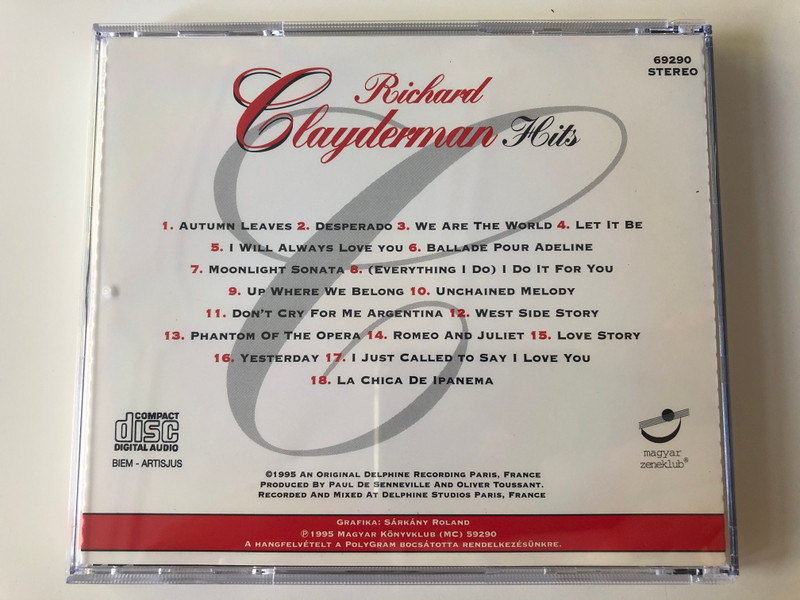 69290
STEREO
Richard
Clayderman Hits
1. AUTUMN LEAVES 2. DESPERADO 3. WE ARE THE WORLD 4. LET IT BE
5. I WILL ALWAYS LOVE YOU 6. BALLADE POUR ADELINE
7. MOONLIGHT SONATA 8. (EVERYTHING I DO) I DO IT FOR YOU
9. UP WHERE WE BELONG 10. UNCHAINED MELODY
11. DON'T CRY FOR ME ARGENTINA 12. WEST SIDE STORY
13. PHANTOM OF THE OPERA 14. ROMEO AND JULIET 15. LOVE STORY
16. YESTERDAY 17. I JUST CALLED TO SAY I LOVE YOU
18. LA CHICA DE IPANEMA
COMPACT
disc
DIGITAL AUDIO
BIEM - ARTISJUS
magyar
zeneklub®
©1995 AN ORIGINAL DELPHINE RECORDING PARIS, FRANCE
PRODUCED BY PAUL DE SENNEVILLE AND OLIVER TOUSSANT.
RECORDED AND MIXED AT DELPHINE STUDIOS PARIS, FRANCE
GRAFIKA: SÁRKÁNY ROLAND
℗1995 MAGYAR KÖNYVKLUB (MC) 59290
A HANGFELVÉTELT A POLYGRAM BOCSÁTOTTA RENDELKEZÉSÜNKRE.